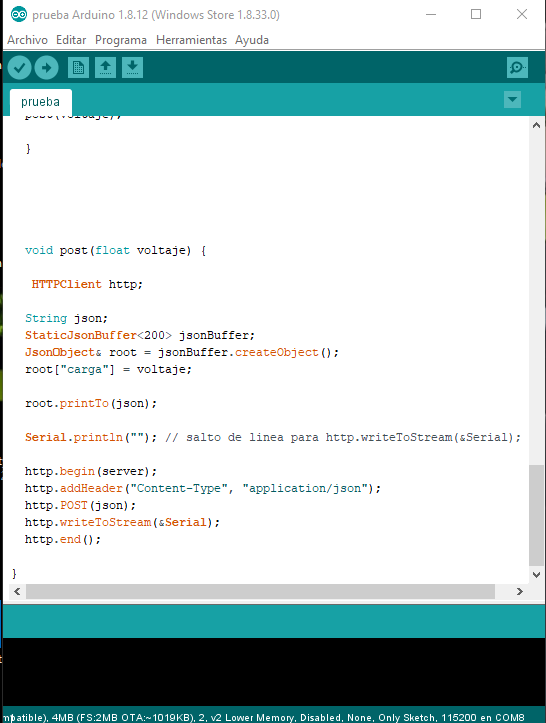 prueba Arduino 1.8.12 (Windows Store 1.8.33.0)
Archivo Editar Programa Herramientas Ayuda
prueba
post(voltaje);
}
void post(float voltaje) {
HTTPClient http;
String json;
StaticJsonBuffer<200> jsonBuffer;
JsonObject& root = jsonBuffer.createObject();
root["carga"] = voltaje;
root.printTo(json);
Serial.println(""); // salto de linea para http.writeToStream(&Serial);
http.begin(server);
http.addHeader("Content-Type", "application/json");
http.POST(json);
http.writeToStream(&Serial);
http.end();
}
mpatible), 4MB (FS:2MB OTA:~1019KB), 2, v2 Lower Memory, Disabled, None, Only Sketch, 115200 en COM8